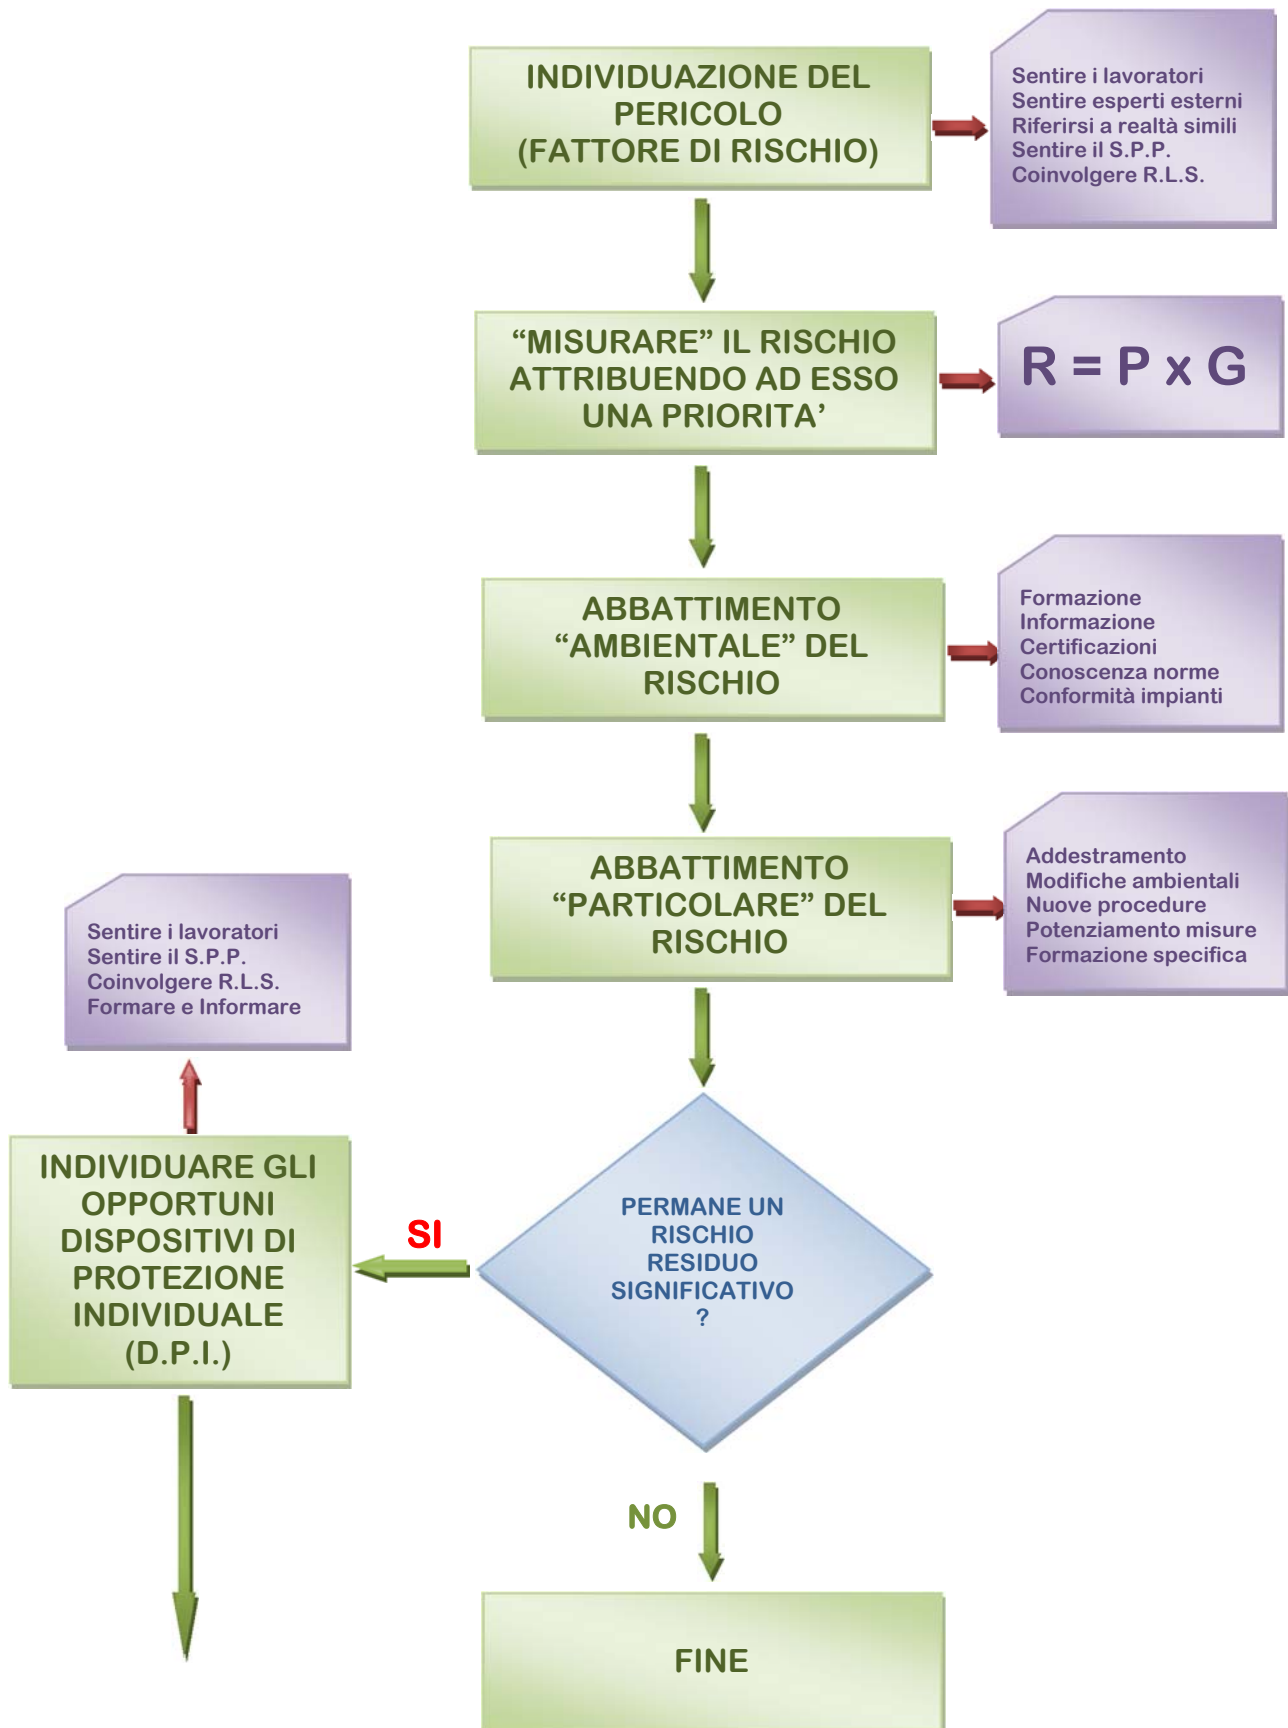 INDIVIDUAZIONE DEL
PERICOLO
(FATTORE DI RISCHIO)
Sentire i lavoratori
Sentire esperti esterni
Riferirsi a realtà simili
Sentire il S.P.P.
Coinvolgere R.L.S.
“MISURARE” IL RISCHIO
ATTRIBUENDO AD ESSO
UNA PRIORITA’
R = P x G
ABBATTIMENTO
“AMBIENTALE” DEL
RISCHIO
Formazione
Informazione
Certificazioni
Conoscenza norme
Conformità impianti
ABBATTIMENTO
“PARTICOLARE” DEL
RISCHIO
Addestramento
Modifiche ambientali
Nuove procedure
Potenziamento misure
Formazione specifica
Sentire i lavoratori
Sentire il S.P.P.
Coinvolgere R.L.S.
Formare e Informare
INDIVIDUARE GLI
OPPORTUNI
DISPOSITIVI DI
PROTEZIONE
INDIVIDUALE
(D.P.I.)
SI
PERMANE UN
RISCHIO
RESIDUO
SIGNIFICATIVO
?
NO
FINE